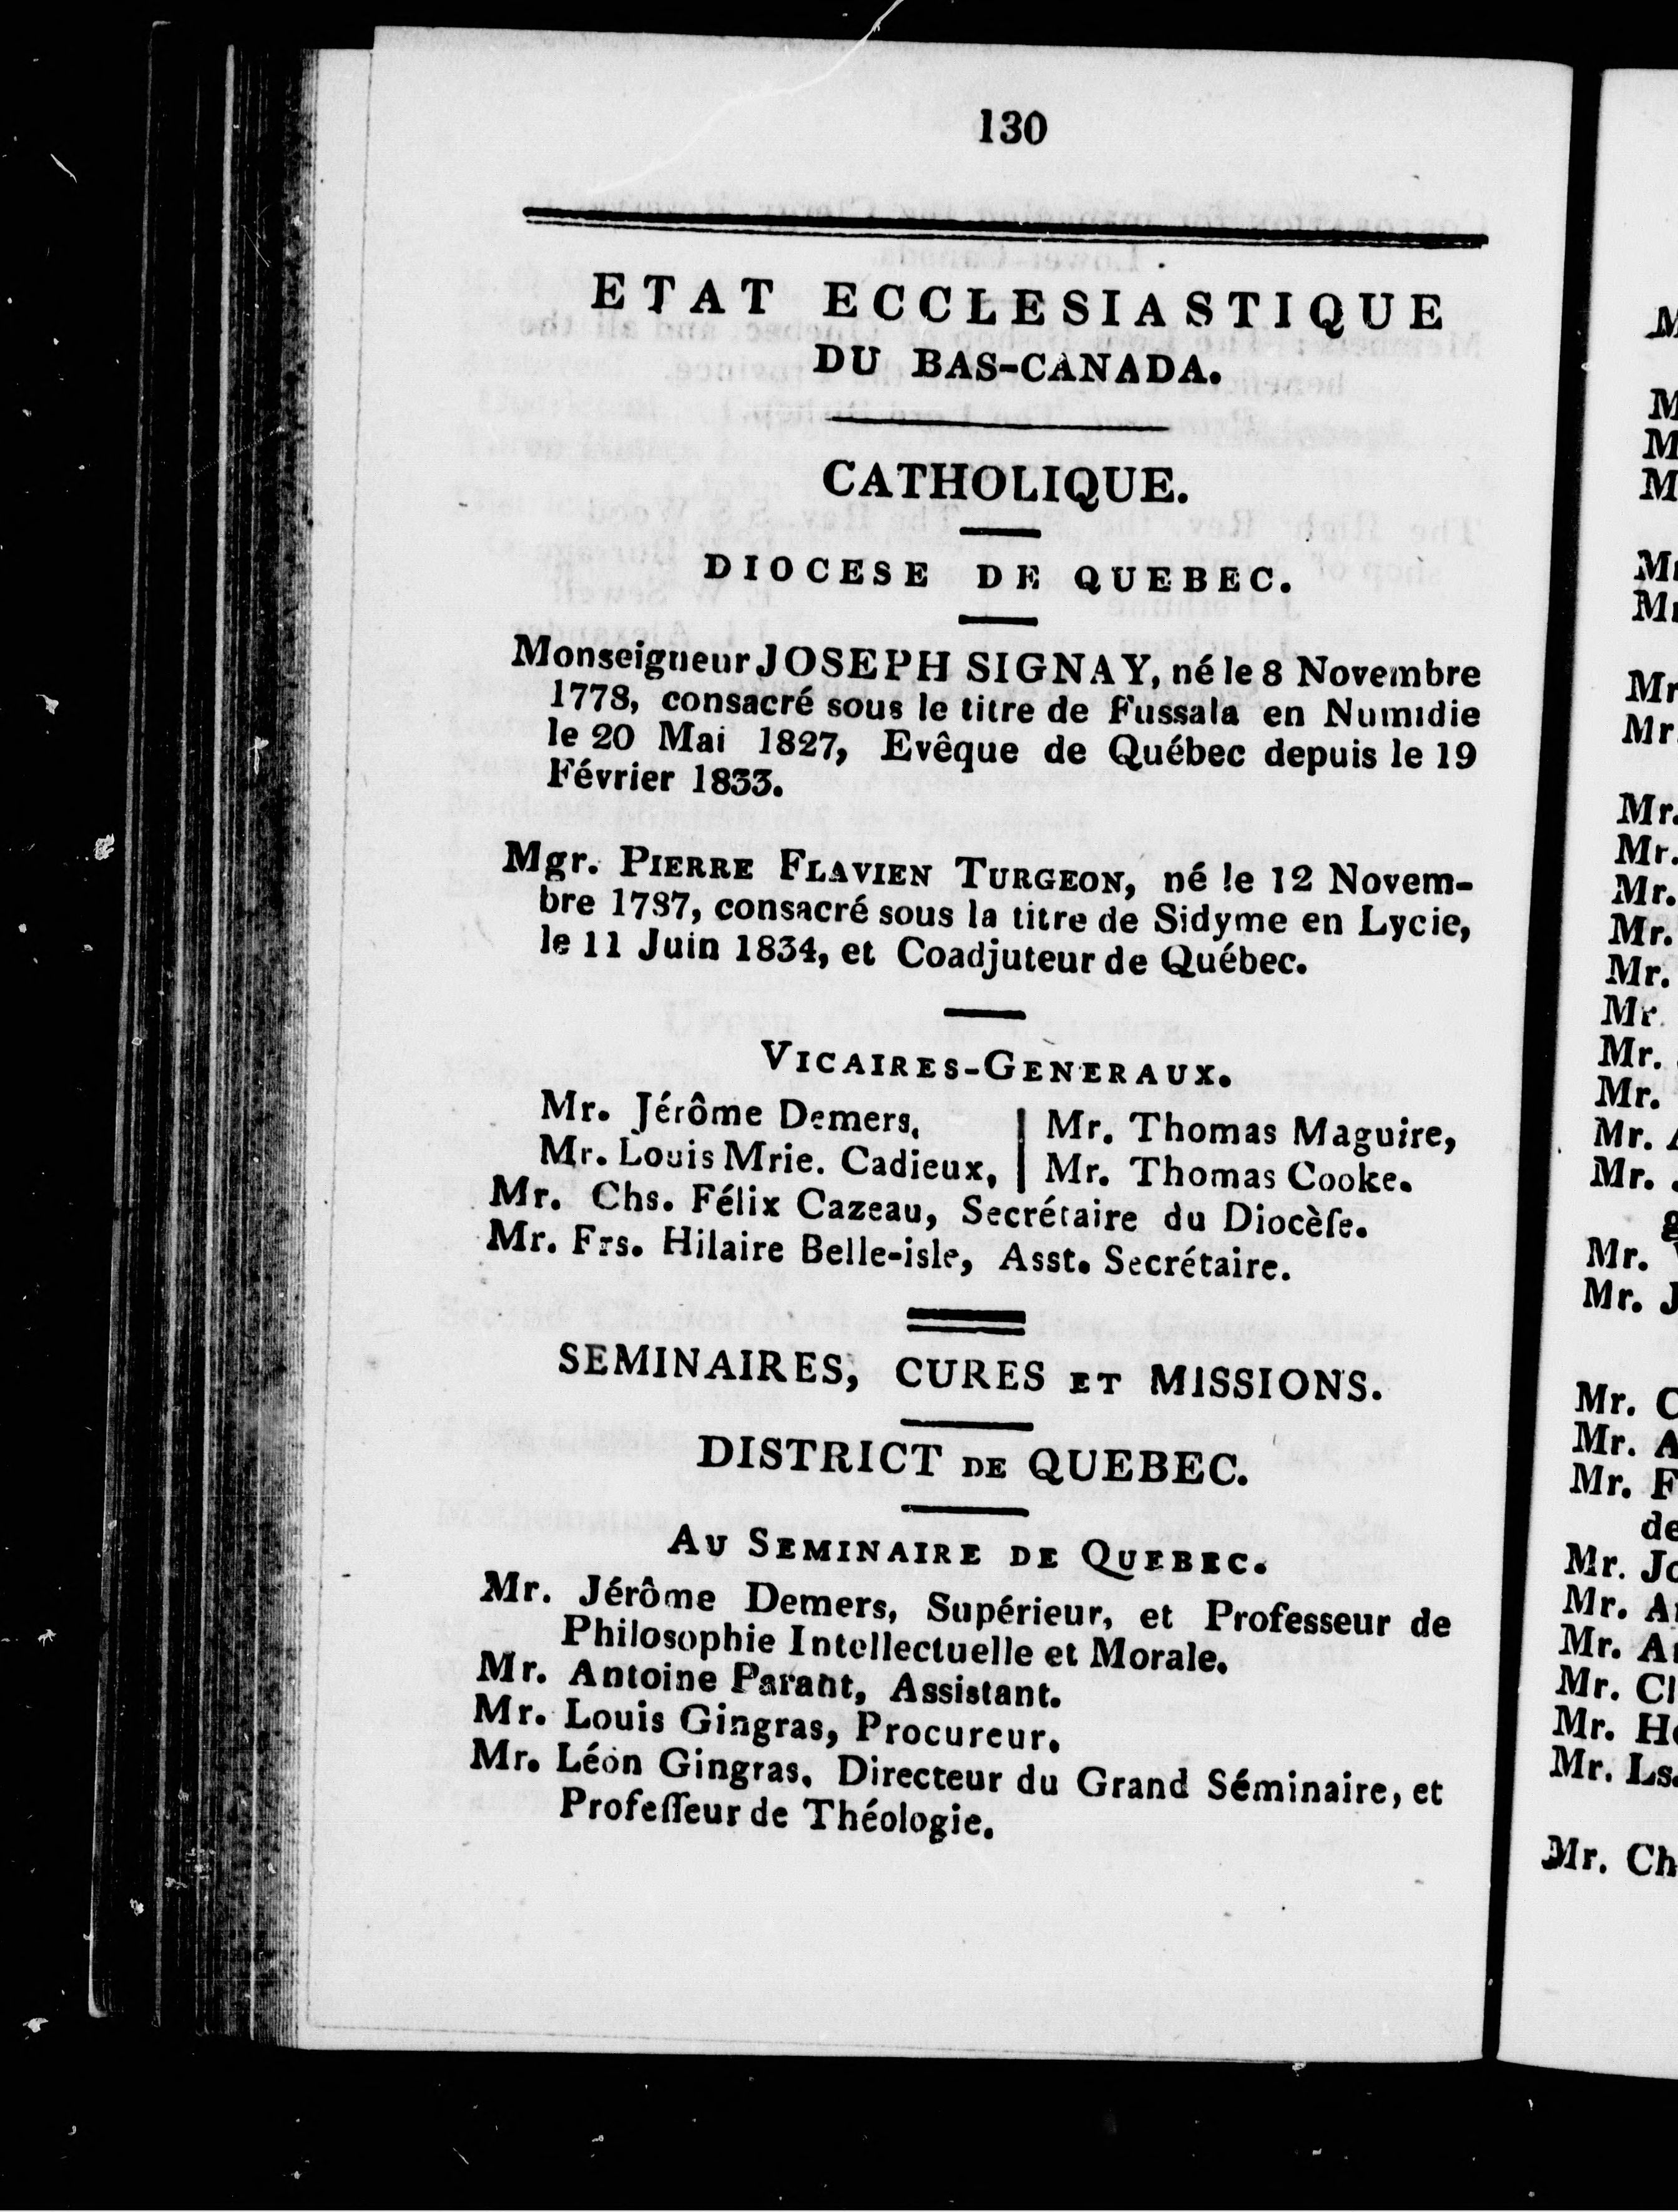 130
ETAT ECCLESIASTIQUE
DU BAS-CANADA.
CATHOLIQUE.
DIOCESE DE QUEBEC.
Monseigneur JOSEPH SIGNAY, né le 8 Novembre
1778, consacré sous le titre de Fussala en Numidie
le 20 Mai 1827, Evêque de Québec depuis le 19
Février 1833.
Mgr. PIERRE FLAVIEN TURGEON, né le 12 Novem-
bre 1787, consacré sous la titre de Sidyme en Lycie,
le 11 Juin 1834, et Coadjuteur de Québec.
VICAIRES-GENERAUX.
Mr. Jérôme Demers, | Mr. Thomas Maguire,
Mr. Louis Mrie. Cadieux, | Mr. Thomas Cooke.
Mr. Chs. Félix Cazeau, Secrétaire du Diocèſe.
Mr. Frs. Hilaire Belle-isle, Asst. Secrétaire.
SEMINAIRES, CURES ET MISSIONS.
DISTRICT DE QUEBEC.
AU SEMINAIRE DE QUEBEC.
Mr. Jérôme Demers, Supérieur, et Professeur de
Philosophie Intellectuelle et Morale.
Mr. Antoine Parant, Assistant.
Mr. Louis Gingras, Procureur.
Mr. Léon Gingras, Directeur du Grand Séminaire, et
Profeſſeur de Théologie.